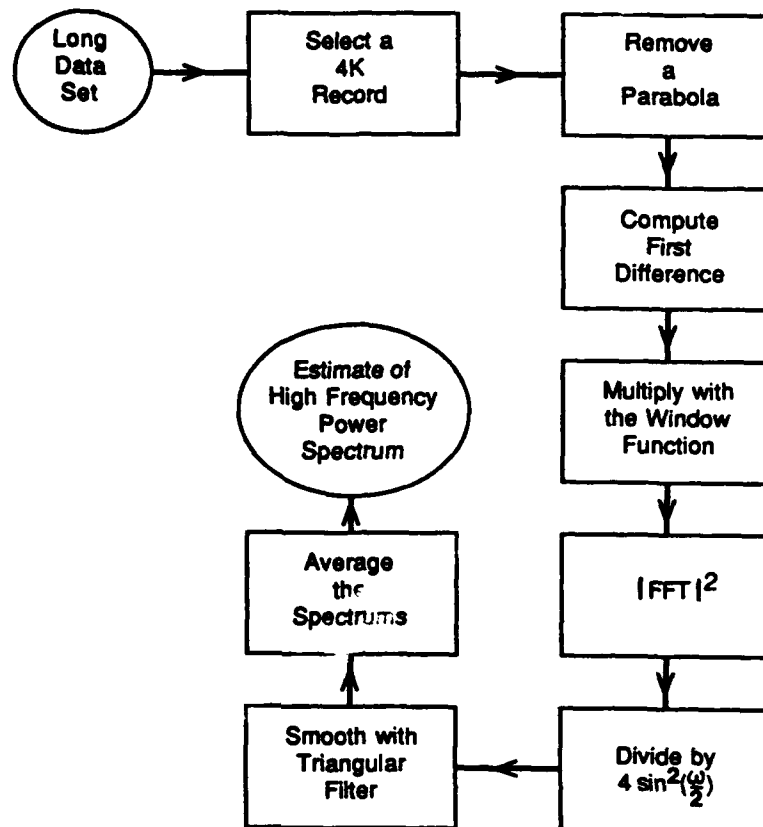 Long
Data
Set
Select a
4K
Record
Remove
a
Parabola
Compute
First
Difference
Multiply with
the Window
Function
|FFT|²
Divide by
4 sin²(ω/2)
Smooth with
Triangular
Filter
Average
the
Spectrums
Estimate of
High Frequency
Power
Spectrum